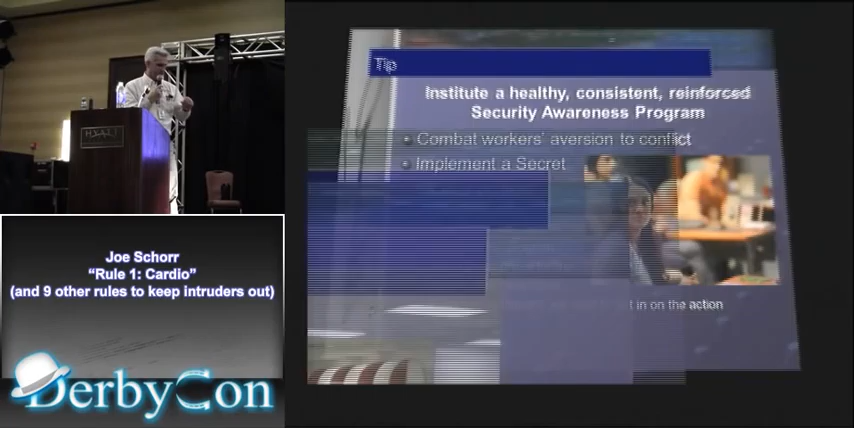 HYATT
Joe Schorr
“Rule 1: Cardio”
(and 9 other rules to keep intruders out)
DerbyCon
Tip
Institute a healthy, consistent, reinforced
Security Awareness Program
Combat workers' aversion to conflict
Implement a Secret
in on the action